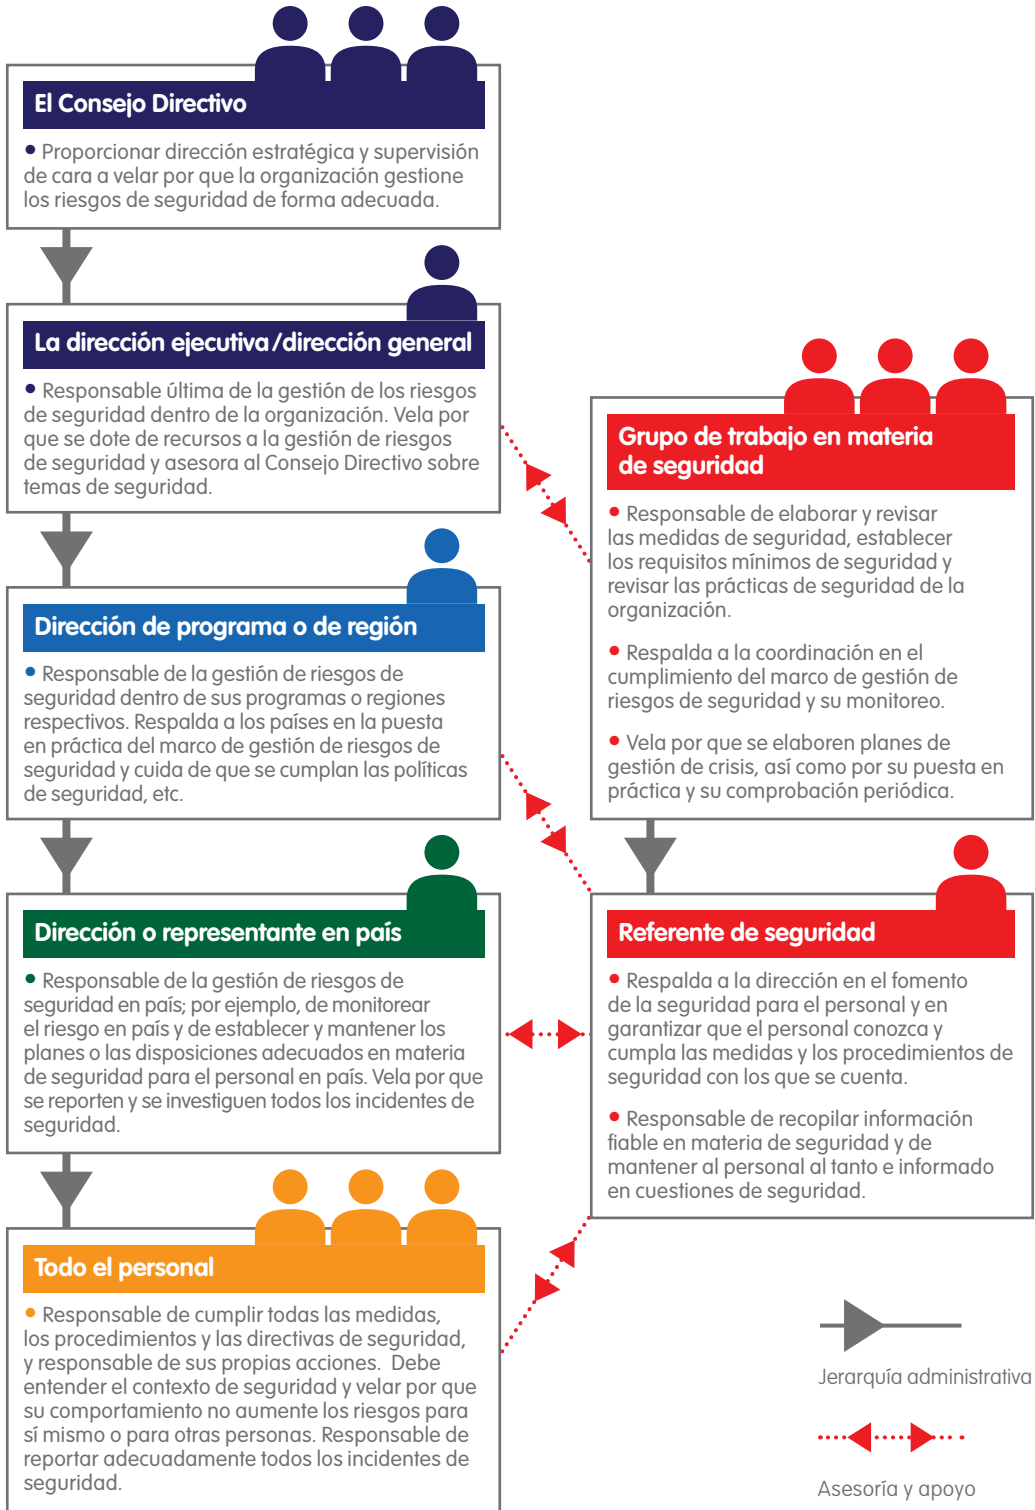 El Consejo Directivo
• Proporcionar dirección estratégica y supervisión
de cara a velar por que la organización gestione
los riesgos de seguridad de forma adecuada.
La dirección ejecutiva/dirección general
• Responsable última de la gestión de los riesgos
de seguridad dentro de la organización. Vela por
que se dote de recursos a la gestión de riesgos
de seguridad y asesora al Consejo Directivo sobre
temas de seguridad.
Dirección de programa o de región
• Responsable de la gestión de riesgos de
seguridad dentro de sus programas o regiones
respectivos. Respalda a los países en la puesta
en práctica del marco de gestión de riesgos de
seguridad y cuida de que se cumplan las políticas
de seguridad, etc.
Dirección o representante en país
• Responsable de la gestión de riesgos de
seguridad en país; por ejemplo, de monitorear
el riesgo en país y de establecer y mantener los
planes o las disposiciones adecuados en materia
de seguridad para el personal en país. Vela por que
se reporten y se investiguen todos los incidentes de
seguridad.
Todo el personal
• Responsable de cumplir todas las medidas,
los procedimientos y las directivas de seguridad,
y responsable de sus propias acciones. Debe
entender el contexto de seguridad y velar por que
su comportamiento no aumente los riesgos para
sí mismo o para otras personas. Responsable de
reportar adecuadamente todos los incidentes de
seguridad.
Grupo de trabajo en materia
de seguridad
• Responsable de elaborar y revisar
las medidas de seguridad, establecer
los requisitos mínimos de seguridad y
revisar las prácticas de seguridad de la
organización.
• Respalda a la coordinación en el
cumplimiento del marco de gestión de
riesgos de seguridad y su monitoreo.
• Vela por que se elaboren planes de
gestión de crisis, así como por su puesta en
práctica y su comprobación periódica.
Referente de seguridad
• Respalda a la dirección en el fomento
de la seguridad para el personal y en
garantizar que el personal conozca y
cumpla las medidas y los procedimientos de
seguridad con los que se cuenta.
• Responsable de recopilar información
fiable en materia de seguridad y de
mantener al personal al tanto e informado
en cuestiones de seguridad.
Jerarquía administrativa
Asesoría y apoyo